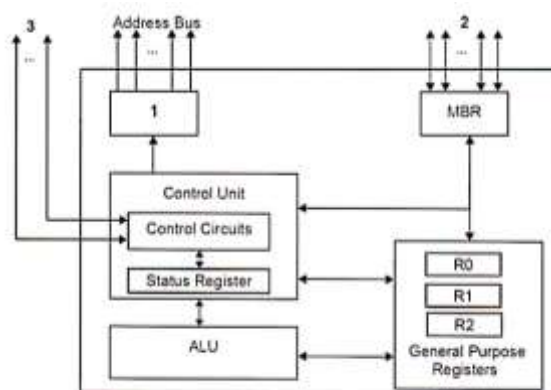 3
Address Bus
2
...
...
...
1
MBR
Control Unit
Control Circuits
Status Register
R0
R1
R2
ALU
General Purpose
Registers